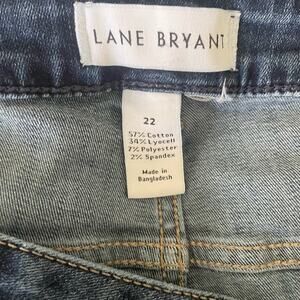 LANE BRYANT
22
57% Cotton
34% Lyocell
7% Polyester
2% Spandex
Made in
Bangladesh